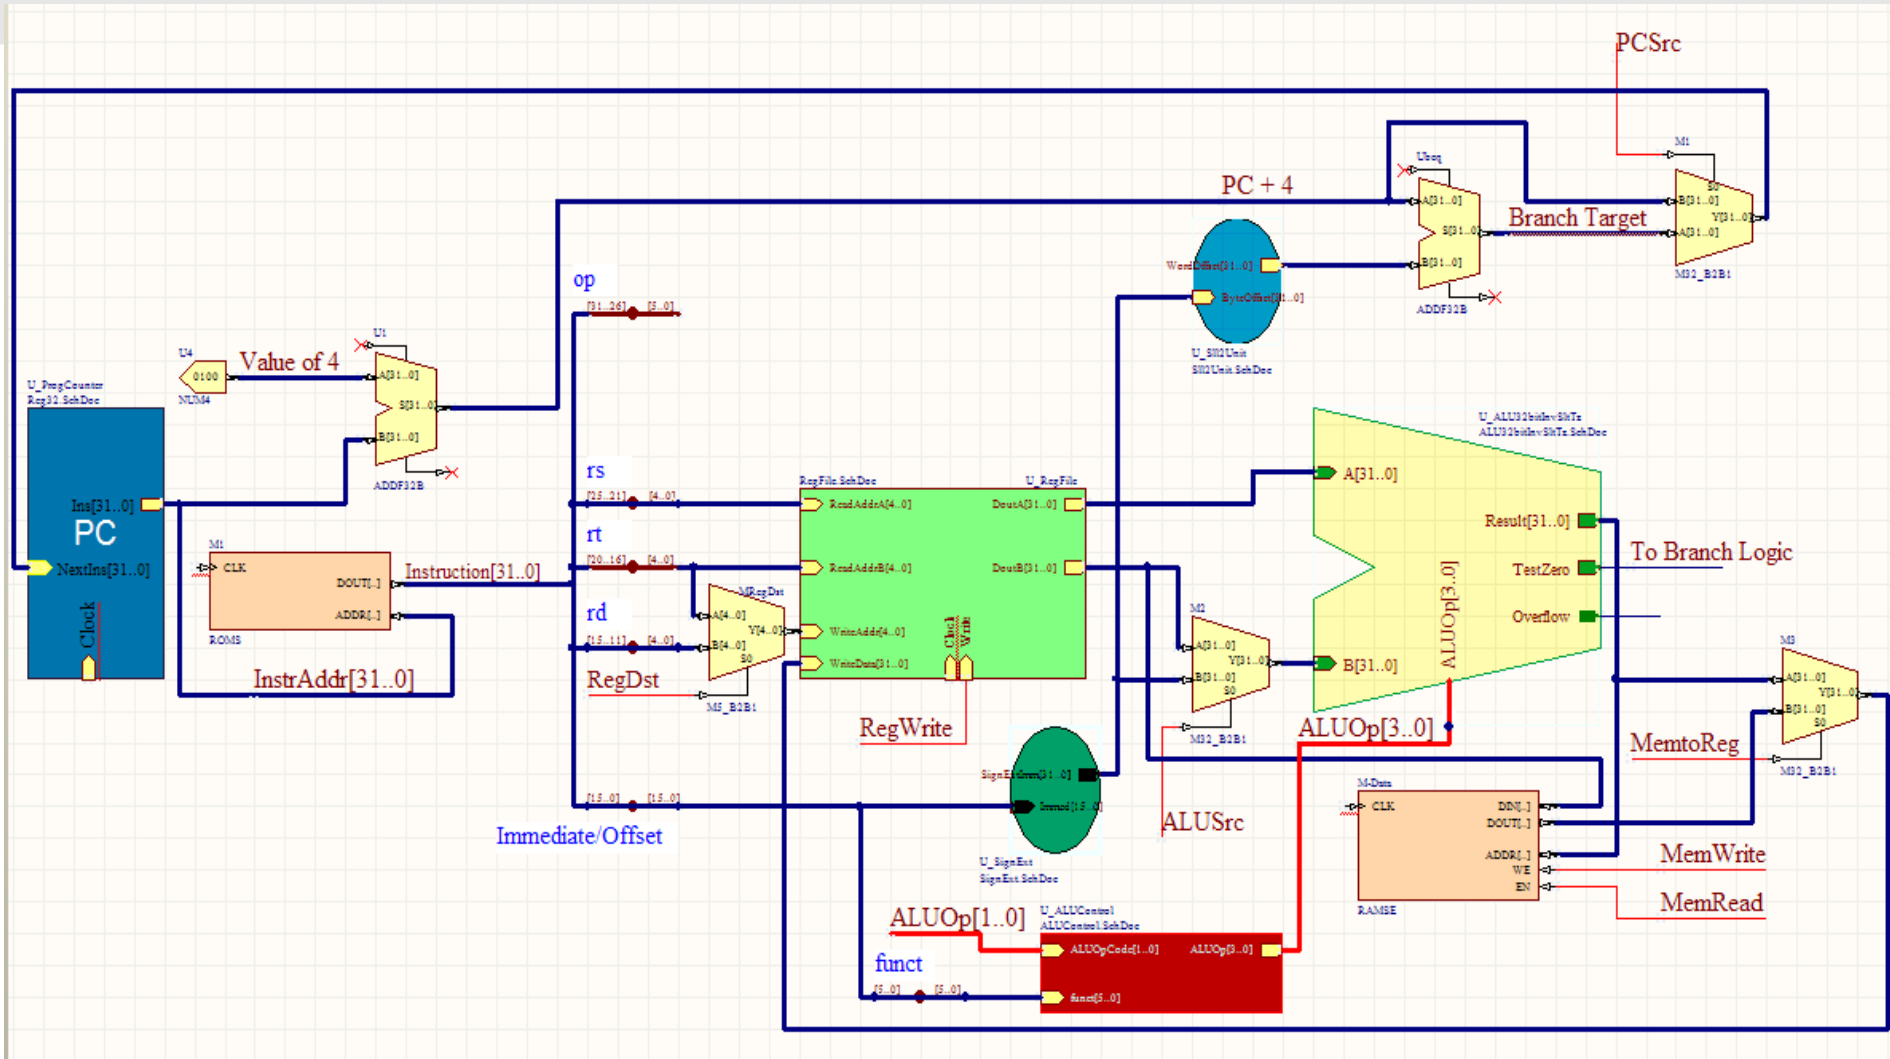 PCSrc
M1
S0
B[31..0]
Y[31..0]
A[31..0]
M32_B2B1
Ubeq
A[31..0]
S[31..0]
B[31..0]
ADDF32B
PC + 4
Branch Target
WordOffset[31..0]
ByteOffset[31..0]
U_Sll2Unit
Sll2Unit.SchDoc
op
[31..26] [5..0]
U1
U4
Value of 4
0100
NUM4
A[31..0]
S[31..0]
B[31..0]
ADDF32B
U_ProgCounter
Reg32.SchDoc
Ins[31..0]
PC
NextIns[31..0]
Clock
M1
CLK
DOUT[..]
ADDR[..]
ROMS
Instruction[31..0]
InstrAddr[31..0]
rs
[25..21] [4..0]
rt
[20..16] [4..0]
rd
[15..11] [4..0]
RegDst
MRegDst
A[4..0]
Y[4..0]
B[4..0]
S0
M5_B2B1
RegFile.SchDoc
U_RegFile
ReadAddrA[4..0]
DoutA[31..0]
ReadAddrB[4..0]
DoutB[31..0]
WriteAddr[4..0]
WriteData[31..0]
Clock
Write
RegWrite
U_ALU32bitInvSltTz
ALU32bitInvSltTz.SchDoc
A[31..0]
Result[31..0]
TestZero
Overflow
B[31..0]
ALUOp[3..0]
To Branch Logic
M2
A[31..0]
Y[31..0]
B[31..0]
S0
M32_B2B1
ALUSrc
ALUOp[3..0]
M3
A[31..0]
Y[31..0]
B[31..0]
S0
M32_B2B1
MemtoReg
M-Data
CLK
DIN[..]
DOUT[..]
ADDR[..]
WE
EN
RAMSE
MemWrite
MemRead
[15..0] [15..0]
Immediate/Offset
SignExtImm[31..0]
Immed[15..0]
U_SignExt
SignExt.SchDoc
ALUOp[1..0]
U_ALUControl
ALUControl.SchDoc
ALUOpCode[1..0]
ALUOp[3..0]
funct[5..0]
funct
[5..0] [5..0]